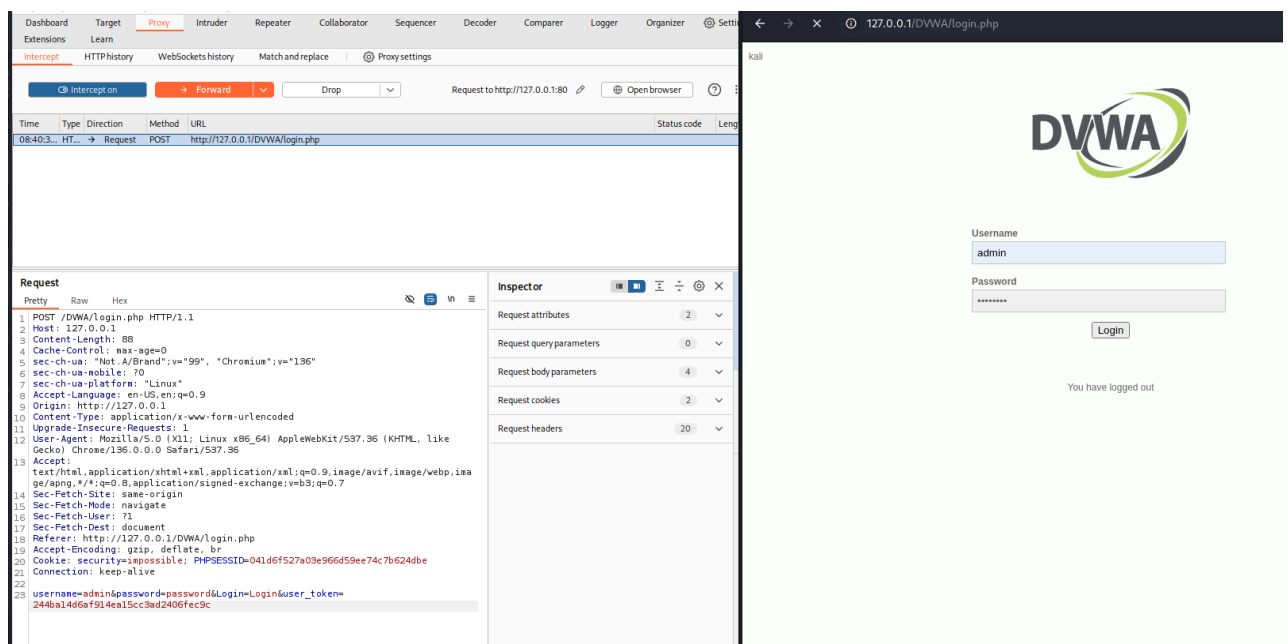 Dashboard Target Proxy Intruder Repeater Collaborator Sequencer Decoder Comparer Logger Organizer
Extensions Learn
Intercept HTTP history WebSockets history Match and replace Proxy settings
Intercept on Forward Drop Request to http://127.0.0.1:80 Open browser
Time Type Direction Method URL Status code
08:40:3... HT... → Request POST http://127.0.0.1/DVWA/login.php
Request
Pretty Raw Hex \n
1 POST /DVWA/login.php HTTP/1.1
2 Host: 127.0.0.1
3 Content-Length: 88
4 Cache-Control: max-age=0
5 sec-ch-ua: "Not.A/Brand";v="99", "Chromium";v="136"
6 sec-ch-ua-mobile: ?0
7 sec-ch-ua-platform: "Linux"
8 Accept-Language: en-US,en;q=0.9
9 Origin: http://127.0.0.1
10 Content-Type: application/x-www-form-urlencoded
11 Upgrade-Insecure-Requests: 1
12 User-Agent: Mozilla/5.0 (X11; Linux x86_64) AppleWebKit/537.36 (KHTML, like
Gecko) Chrome/136.0.0.0 Safari/537.36
13 Accept:
text/html,application/xhtml+xml,application/xml;q=0.9,image/avif,image/webp,ima
ge/apng,*/*;q=0.8,application/signed-exchange;v=b3;q=0.7
14 Sec-Fetch-Site: same-origin
15 Sec-Fetch-Mode: navigate
16 Sec-Fetch-User: ?1
17 Sec-Fetch-Dest: document
18 Referer: http://127.0.0.1/DVWA/login.php
19 Accept-Encoding: gzip, deflate, br
20 Cookie: security=impossible; PHPSESSID=041d6f527a03e966d59ee74c7b624dbe
21 Connection: keep-alive
22
23 username=admin&password=password&Login=Login&user_token=
244ba14d6af914ea15cc3ad2406fec9c
Inspector
Request attributes 2
Request query parameters 0
Request body parameters 4
Request cookies 2
Request headers 20
127.0.0.1/DVWA/login.php
kali
DVWA
Username
admin
Password
••••••••
Login
You have logged out